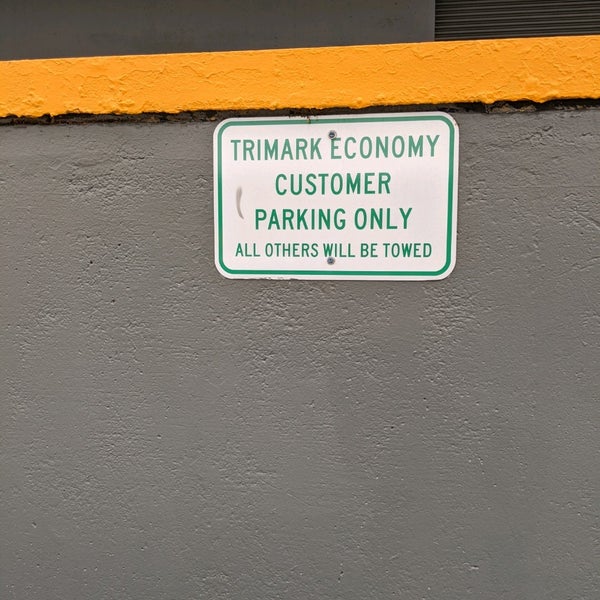 TRIMARK ECONOMY
CUSTOMER
PARKING ONLY
ALL OTHERS WILL BE TOWED